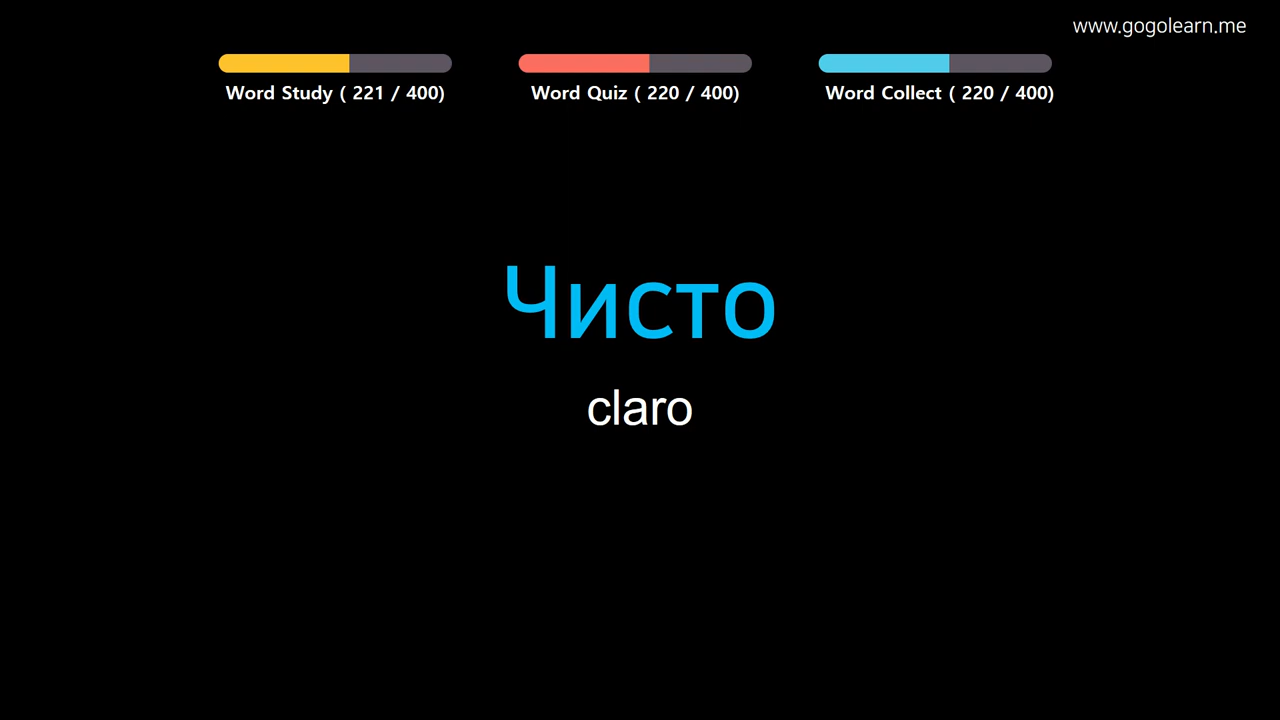 www.gogolearn.me
Word Study ( 221 / 400)
Word Quiz ( 220 / 400)
Word Collect ( 220 / 400)
Чисто
claro